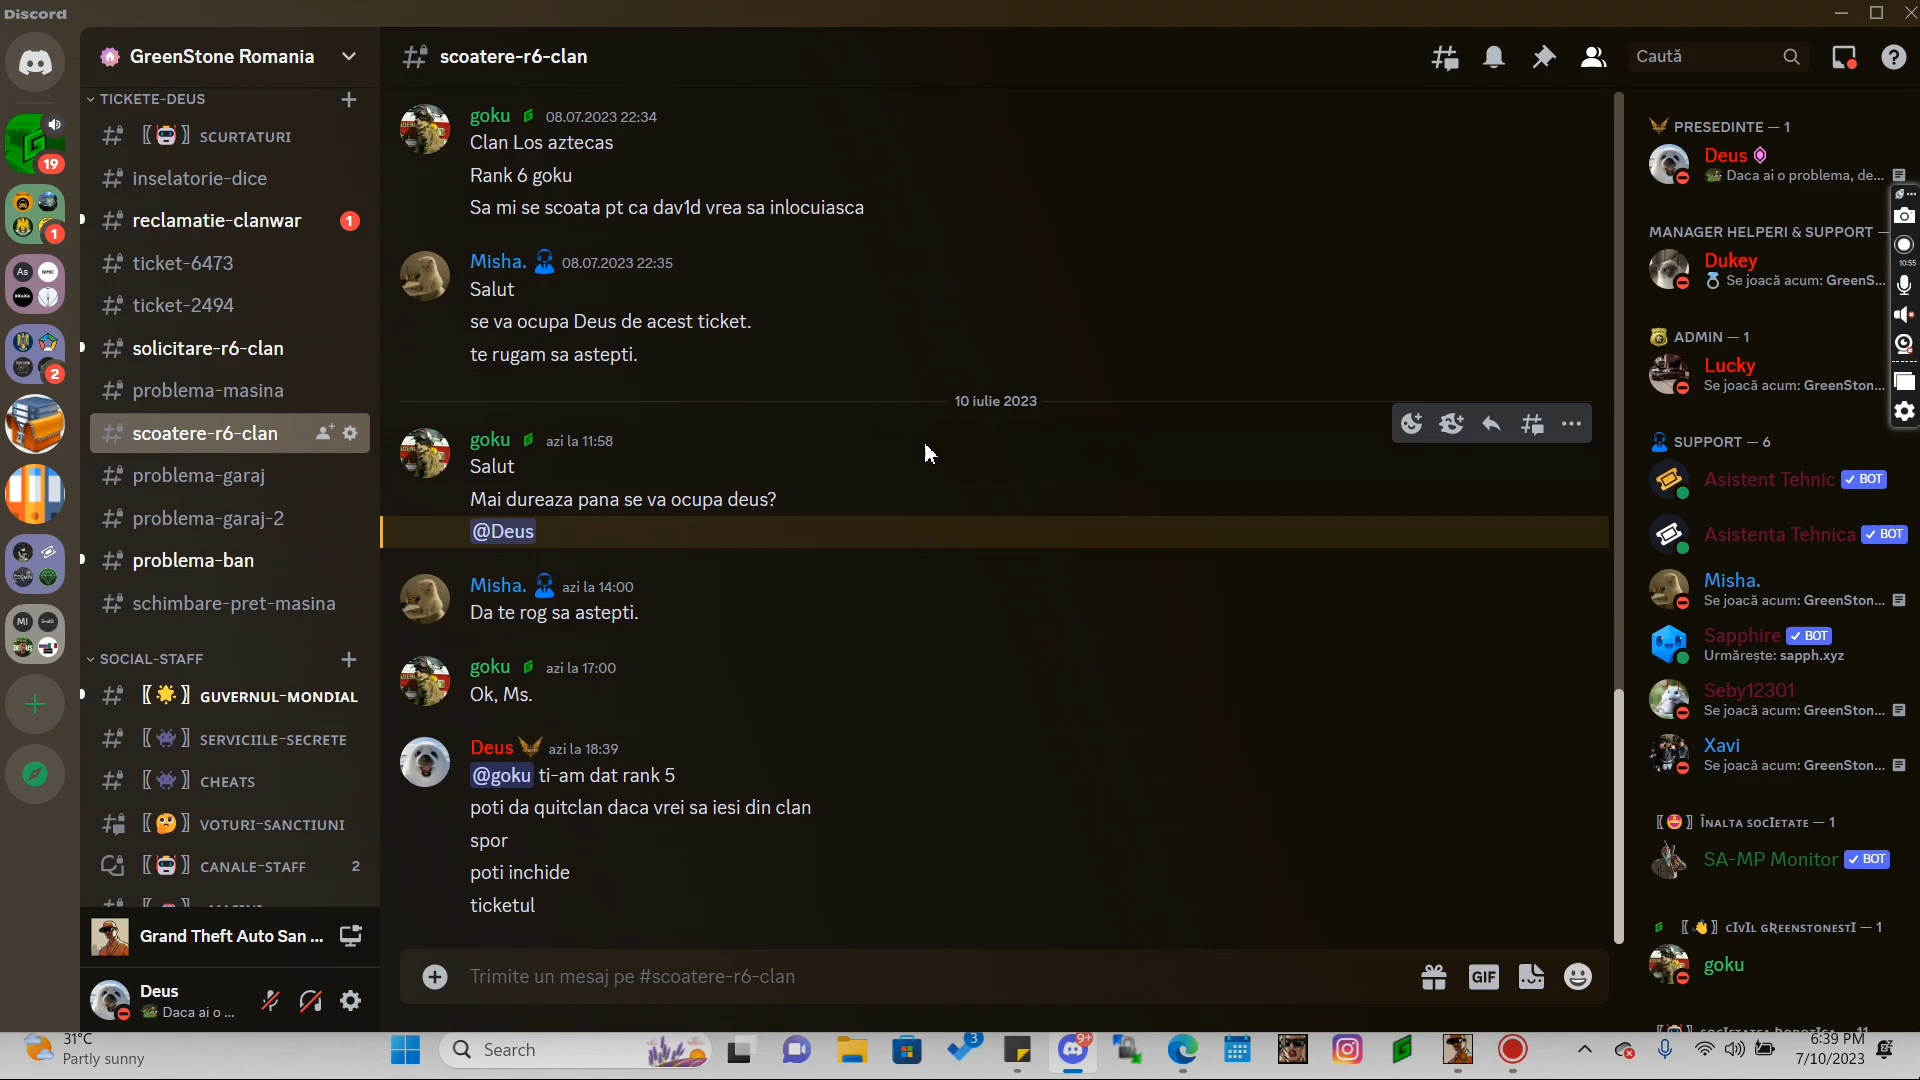 Discord
GreenStone Romania
TICKETE-DEUS
SCURTATURI
inselatorie-dice
reclamatie-clanwar
1
ticket-6473
ticket-2494
solicitare-r6-clan
problema-masina
scoatere-r6-clan
problema-garaj
problema-garaj-2
problema-ban
schimbare-pret-masina
SOCIAL-STAFF
GUVERNUL-MONDIAL
SERVICIILE-SECRETE
CHEATS
VOTURI-SANCTIUNI
CANALE-STAFF
2
Grand Theft Auto San ...
Deus
Daca ai o ...
19
1
2
scoatere-r6-clan
Caută
goku 08.07.2023 22:34
Clan Los aztecas
Rank 6 goku
Sa mi se scoata pt ca dav1d vrea sa inlocuiasca
Misha. 08.07.2023 22:35
Salut
se va ocupa Deus de acest ticket.
te rugam sa astepti.
10 iulie 2023
goku azi la 11:58
Salut
Mai dureaza pana se va ocupa deus?
@Deus
Misha. azi la 14:00
Da te rog sa astepti.
goku azi la 17:00
Ok, Ms.
Deus azi la 18:39
@goku ti-am dat rank 5
poti da quitclan daca vrei sa iesi din clan
spor
poti inchide
ticketul
Trimite un mesaj pe #scoatere-r6-clan
GIF
PRESEDINTE — 1
Deus
Daca ai o problema, de...
MANAGER HELPERI & SUPPORT —
Dukey
Se joacă acum: GreenS...
ADMIN — 1
Lucky
Se joacă acum: GreenSton...
SUPPORT — 6
Asistent Tehnic BOT
Asistenta Tehnica BOT
Misha.
Se joacă acum: GreenSton...
Sapphire BOT
Urmărește: sapph.xyz
Seby12301
Se joacă acum: GreenSton...
Xavi
Se joacă acum: GreenSton...
ÎNALTA SOCIETATE — 1
SA-MP Monitor BOT
CIVIL GREENSTONESTI — 1
goku
10:55
31°C
Partly sunny
Search
3
9+
6:39 PM
7/10/2023